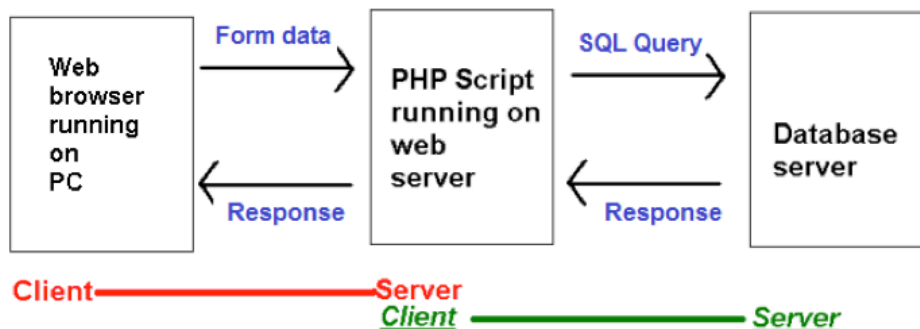 Web
browser
running
on
PC
Form data
Response
PHP Script
running on
web
server
SQL Query
Response
Database
server
Client
Server
Client
Server